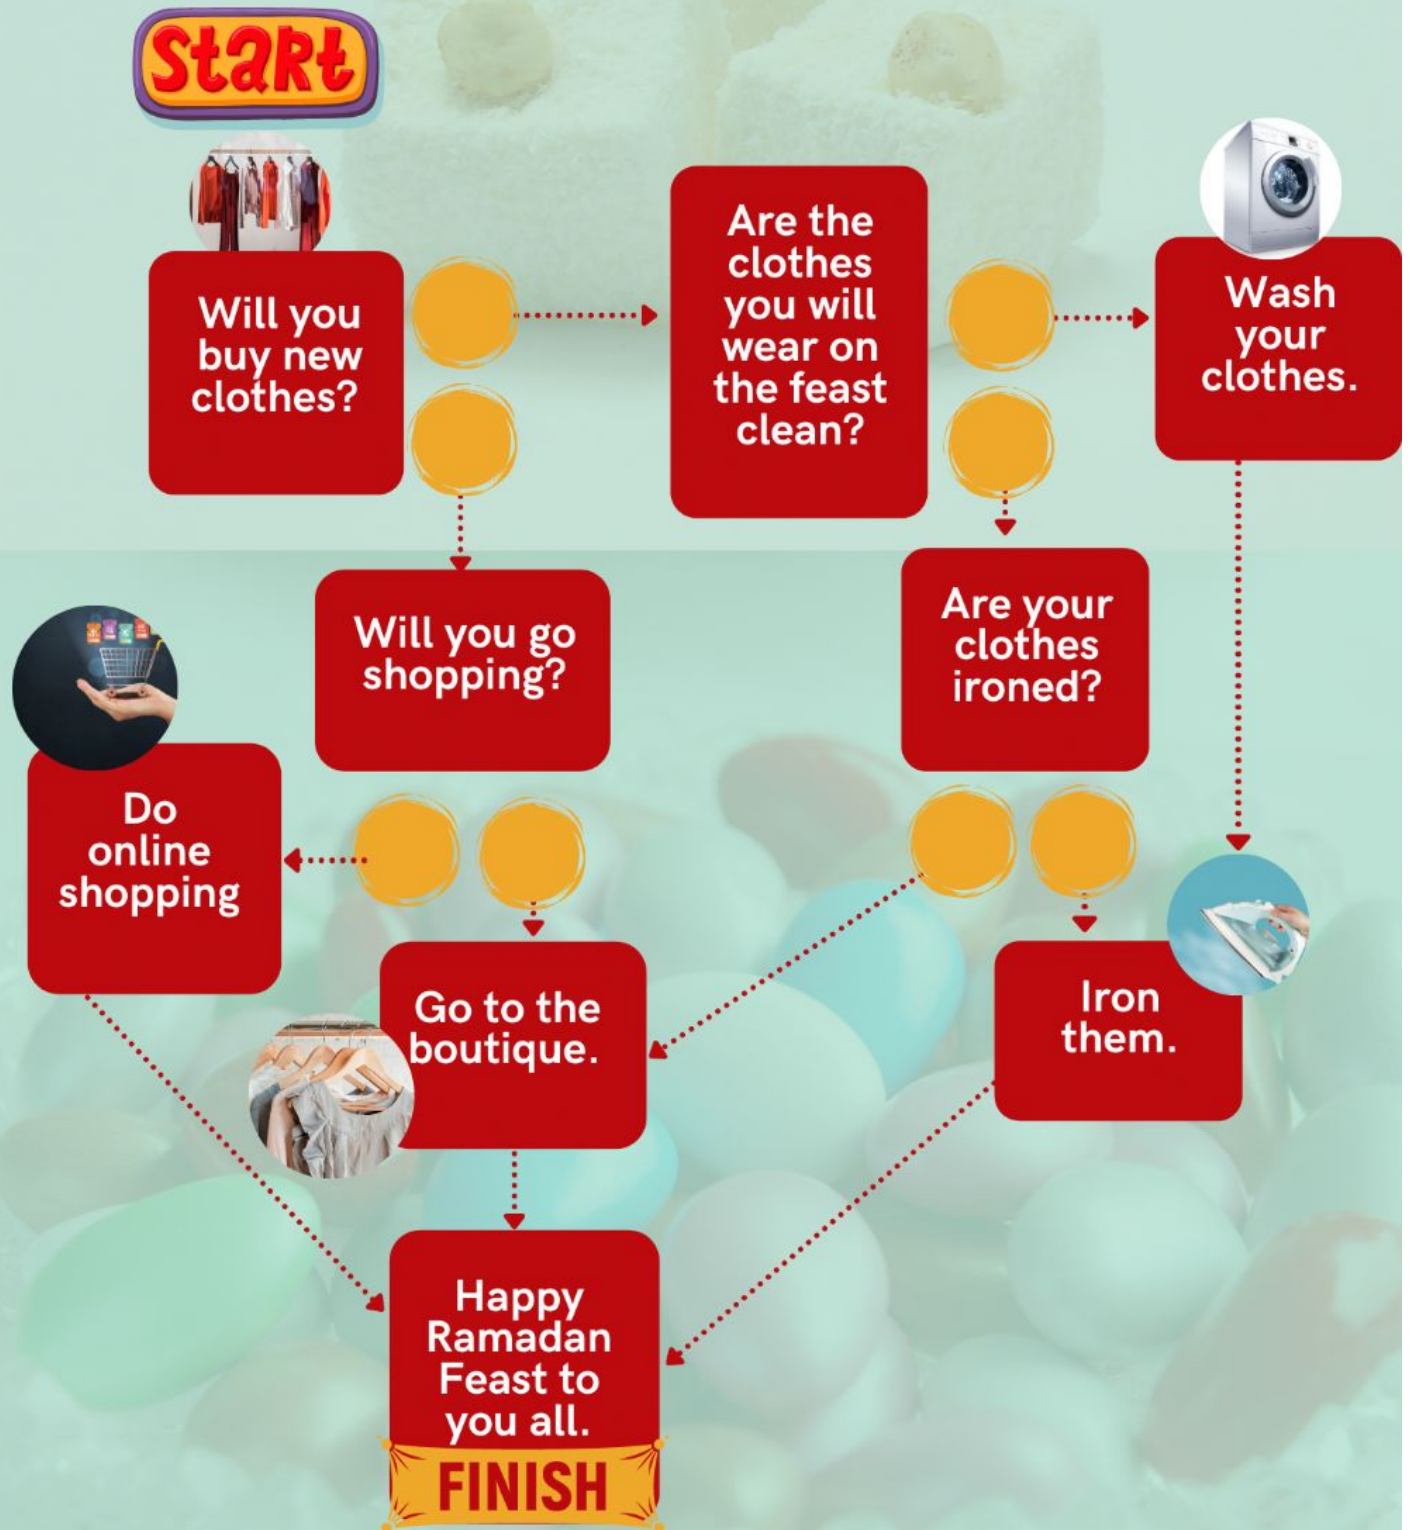 StaRt
Will you
buy new
clothes?
Are the
clothes
you will
wear on
the feast
clean?
Wash
your
clothes.
Will you go
shopping?
Are your
clothes
ironed?
Do
online
shopping
Go to the
boutique.
Iron
them.
Happy
Ramadan
Feast to
you all.
FINISH